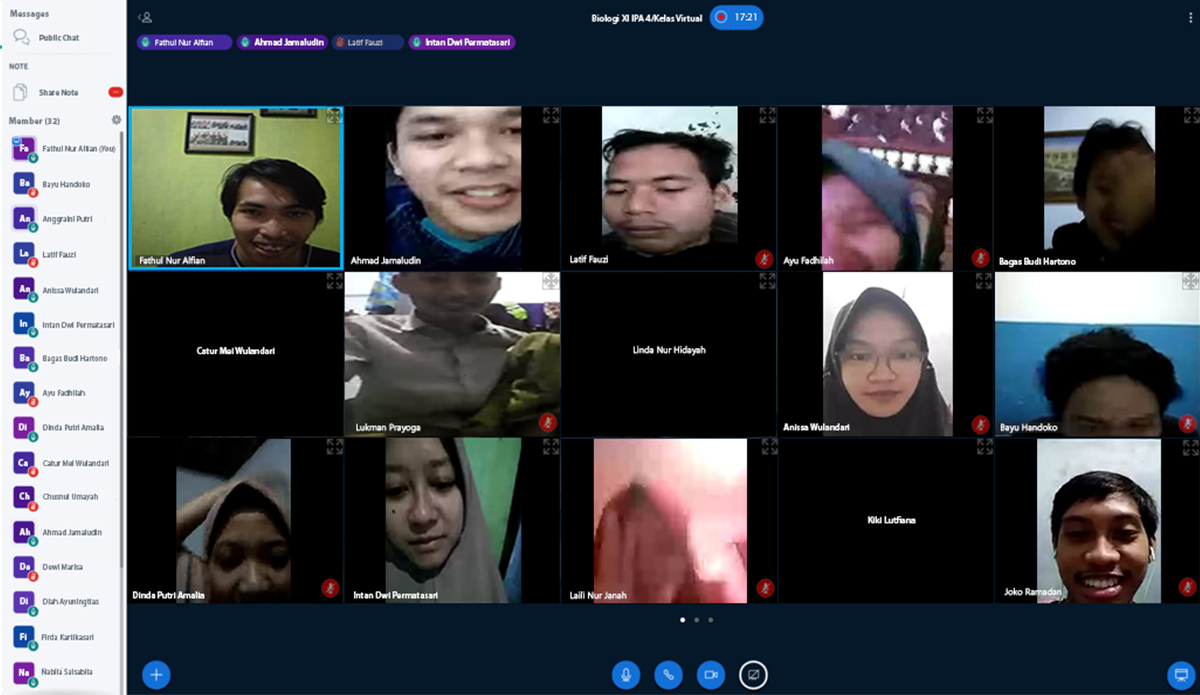 Messages
Public Chat
NOTE
Share Note
Member (32)
Fa
Fathul Nur Alfian (You)
Ba
Bayu Handoko
An
Anggraini Putri
La
Latif Fauzi
An
Anissa Wulandari
In
Intan Dwi Permatasari
Ba
Bagas Budi Hartono
Ay
Ayu Fadhilah
Di
Dinda Putri Amalia
Ca
Catur Mei Wulandari
Ch
Chusnul Umayah
Ah
Ahmad Jamaludin
De
Dewi Marisa
Di
Diah Ayuningtias
Fi
Firda Kartikasari
Na
Nabila Salsabila
Biologi XI IPA 4/Kelas Virtual
17:21
Fathul Nur Alfian
Ahmad Jamaludin
Latif Fauzi
Intan Dwi Permatasari
Fathul Nur Alfian
Ahmad Jamaludin
Latif Fauzi
Ayu Fadhilah
Bagas Budi Hartono
Catur Mei Wulandari
Lukman Prayoga
Linda Nur Hidayah
Anissa Wulandari
Bayu Handoko
Dinda Putri Amalia
Intan Dwi Permatasari
Laili Nur Janah
Kiki Lutfiana
Joko Ramadan